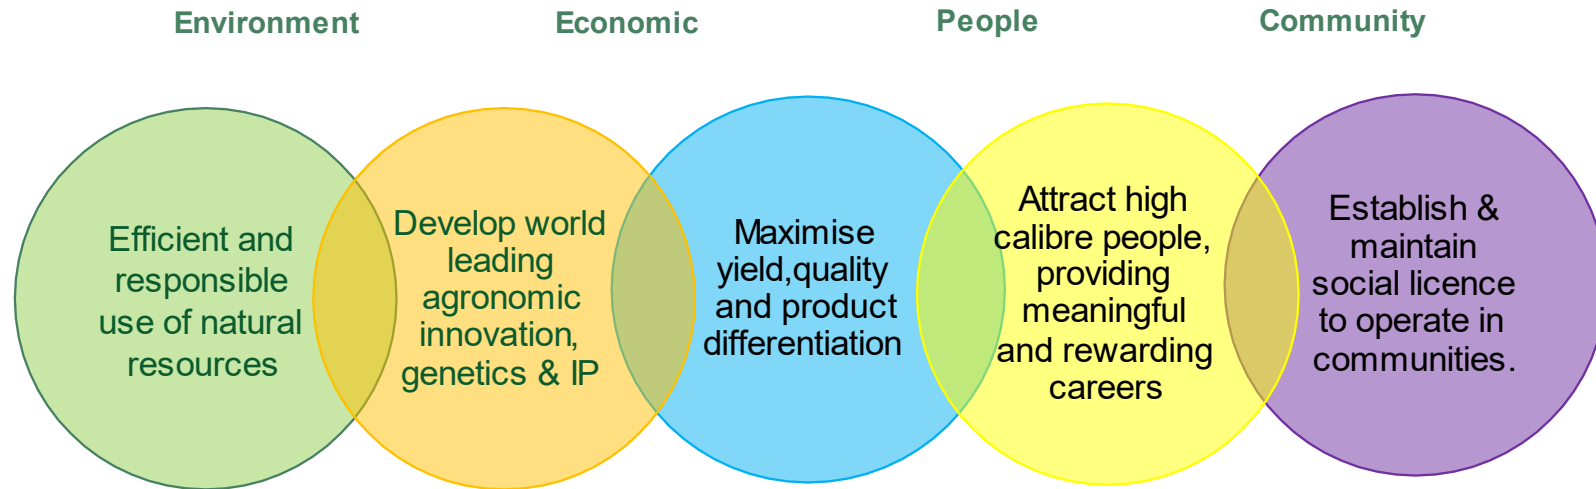 Environment
Economic
People
Community
Efficient and
responsible
use of natural
resources
Develop world
leading
agronomic
innovation,
genetics & IP
Maximise
yield,quality
and product
differentiation
Attract high
calibre people,
providing
meaningful
and rewarding
careers
Establish &
maintain
social licence
to operate in
communities.